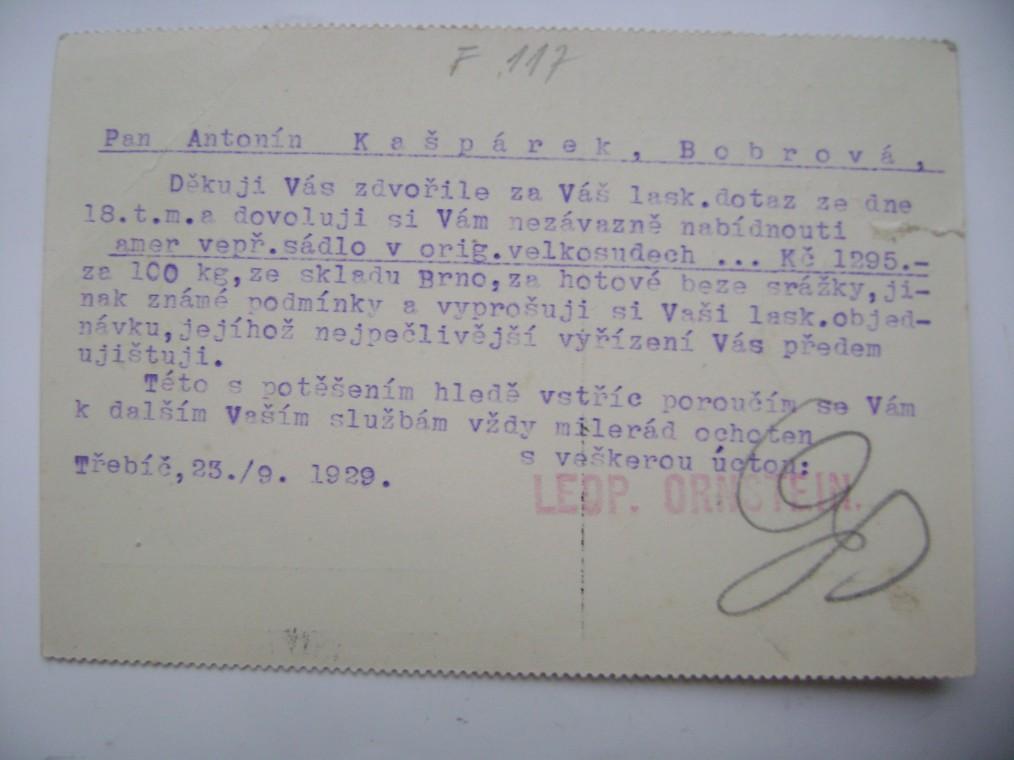 F 117
Pan Antonín K a š p á r e k , B o b r o v á ,
Děkuji Vás zdvořile za Váš lask.dotaz ze dne
18.t.m.a dovoluji si Vám nezávazně nabídnouti
amer vepř.sádlo v orig.velkosudech ... Kč 1295.-
za 100 kg,ze skladu Brno,za hotové beze srážky,ji-
nak známé podmínky a vyprošuji si Vaši lask.objed-
návku,jejíhož nejpečlivější vyřízení Vás předem
ujištuji.
Této s potěšením hledě vstříc poroučím se Vám
k dalším Vaším službám vždy milerád ochoten
s veškerou úctou:
Třebíč,23./9. 1929.
LEOP. ORNSTEIN.